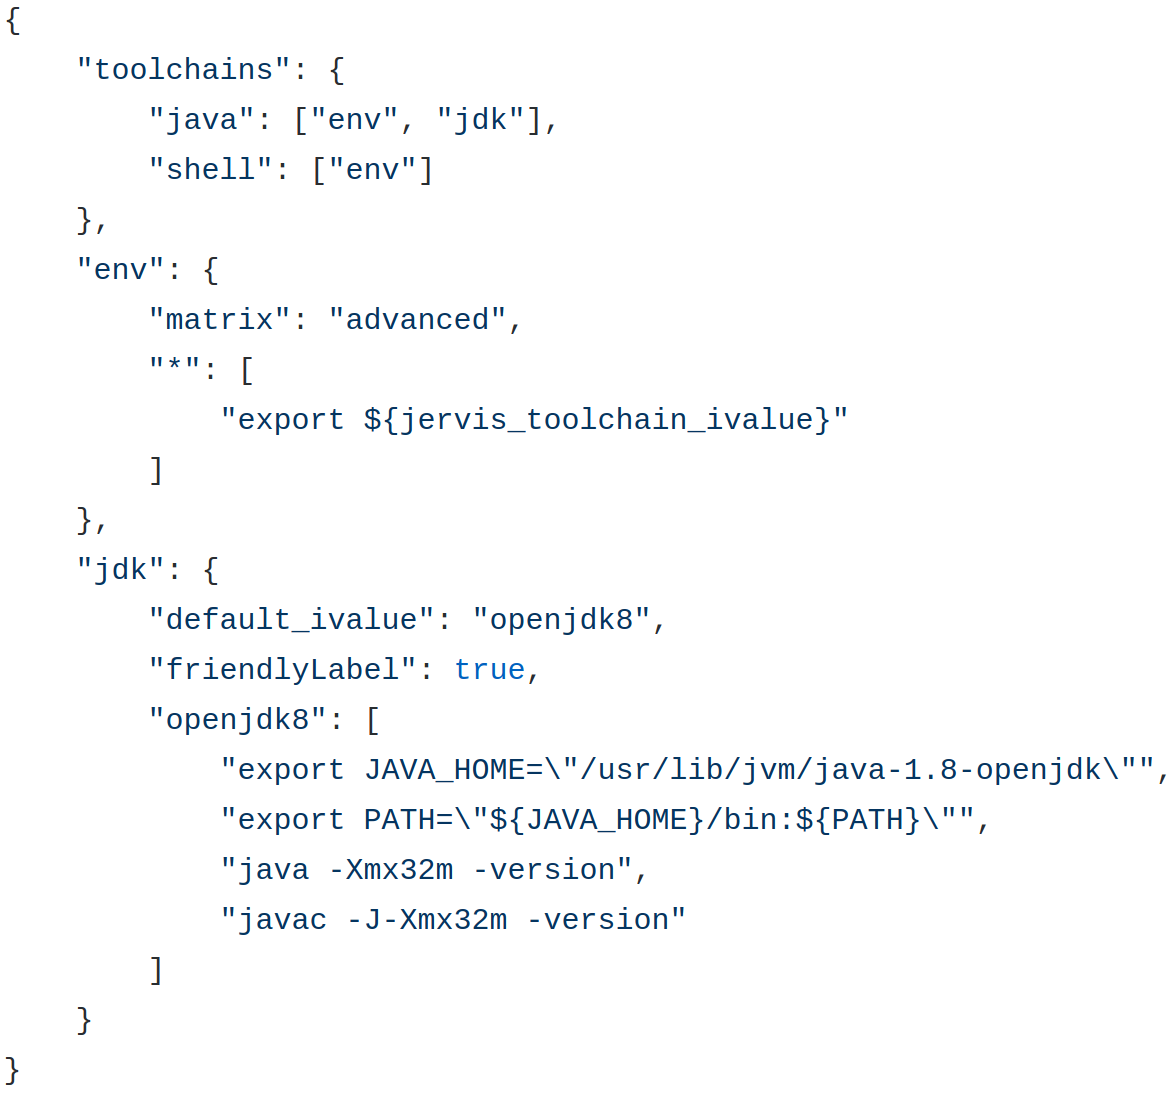 {
    "toolchains": {
        "java": ["env", "jdk"],
        "shell": ["env"]
    },
    "env": {
        "matrix": "advanced",
        "*": [
            "export ${jervis_toolchain_ivalue}"
        ]
    },
    "jdk": {
        "default_ivalue": "openjdk8",
        "friendlyLabel": true,
        "openjdk8": [
            "export JAVA_HOME=\"/usr/lib/jvm/java-1.8-openjdk\"",
            "export PATH=\"${JAVA_HOME}/bin:${PATH}\"",
            "java -Xmx32m -version",
            "javac -J-Xmx32m -version"
        ]
    }
}